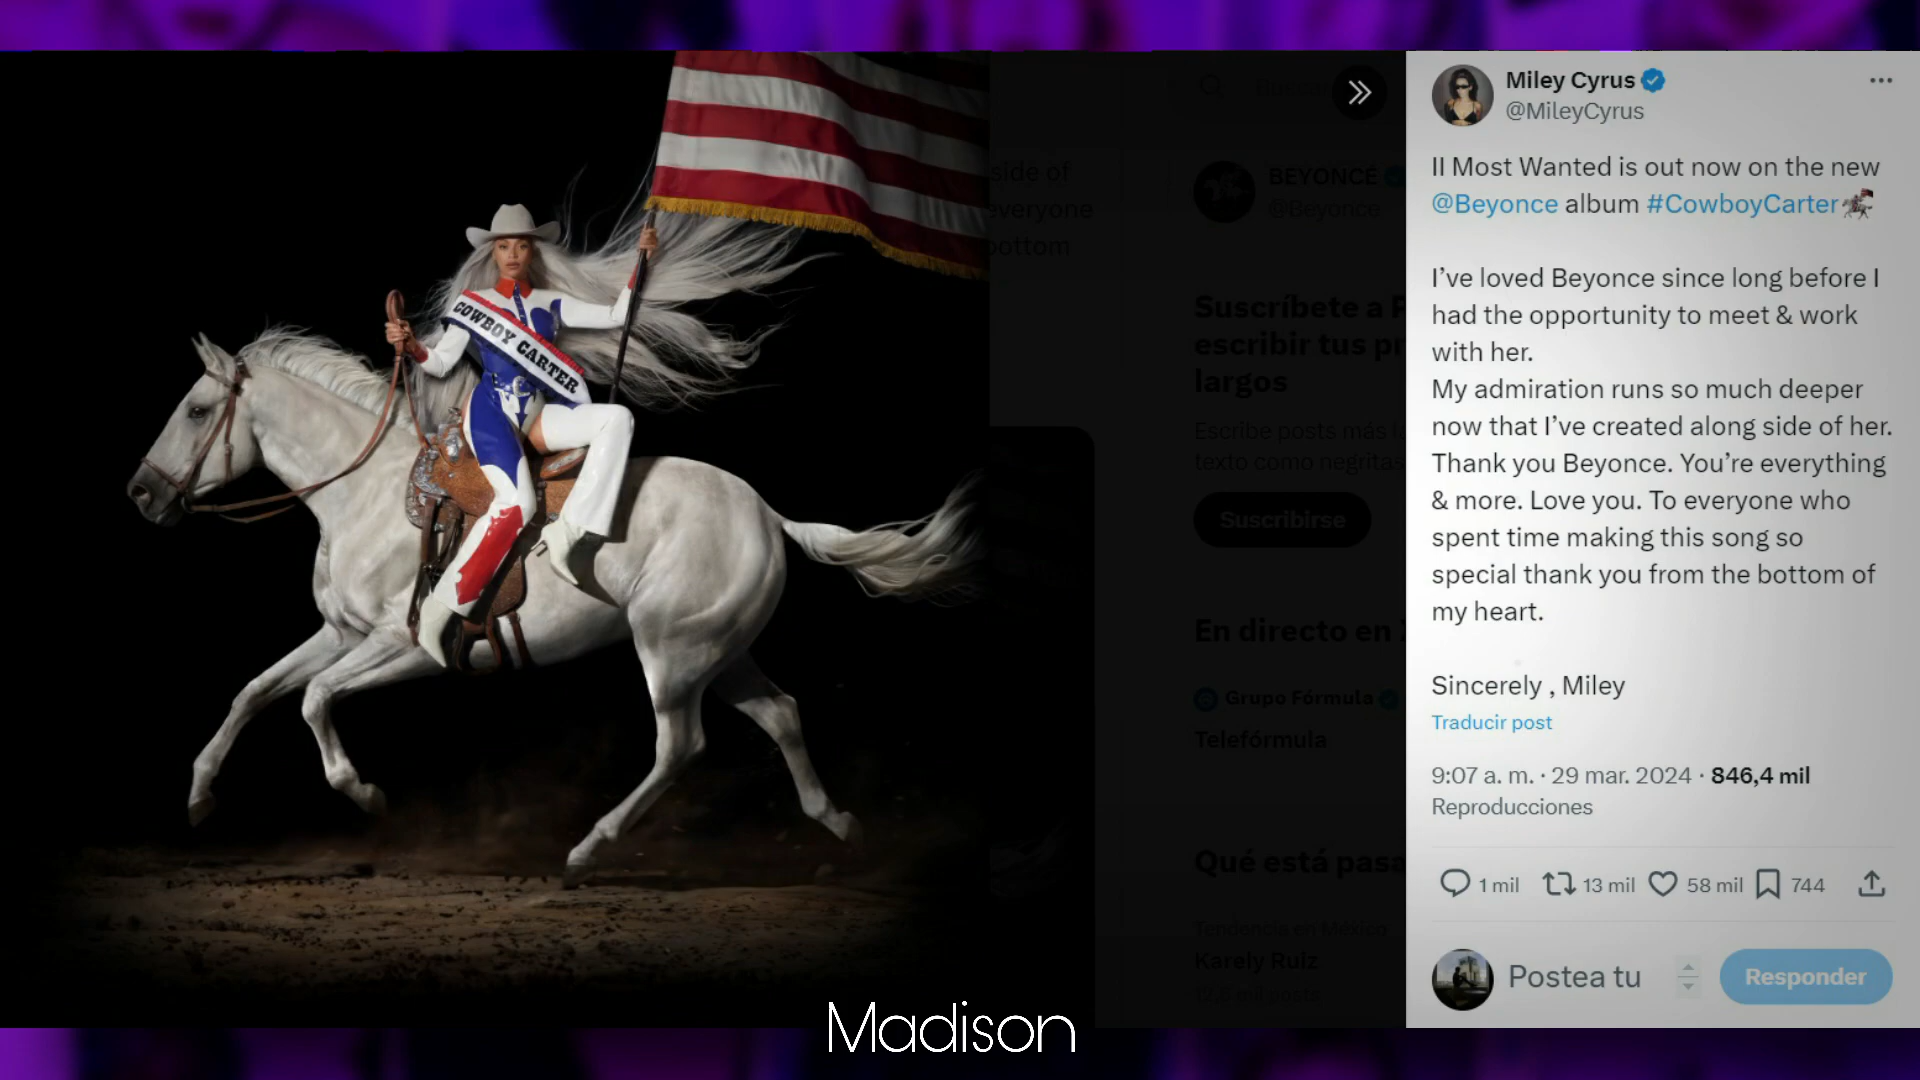 COWBOY CARTER
side of
everyone
bottom
BEYONCÉ
@Beyonce
Suscríbete a
escribir tus
largos
Escribe posts más
texto como negritas
Suscribirse
En directo en
Grupo Fórmula
Telefórmula
Qué está
Tendencia en México
Karely Ruiz
Miley Cyrus
@MileyCyrus
II Most Wanted is out now on the new
@Beyonce album #CowboyCarter
I’ve loved Beyonce since long before I
had the opportunity to meet & work
with her.
My admiration runs so much deeper
now that I’ve created along side of her.
Thank you Beyonce. You’re everything
& more. Love you. To everyone who
spent time making this song so
special thank you from the bottom of
my heart.
Sincerely , Miley
Traducir post
9:07 a. m. · 29 mar. 2024 · 846,4 mil
Reproducciones
1 mil 13 mil 58 mil 744
Postea tu
Responder
Madison